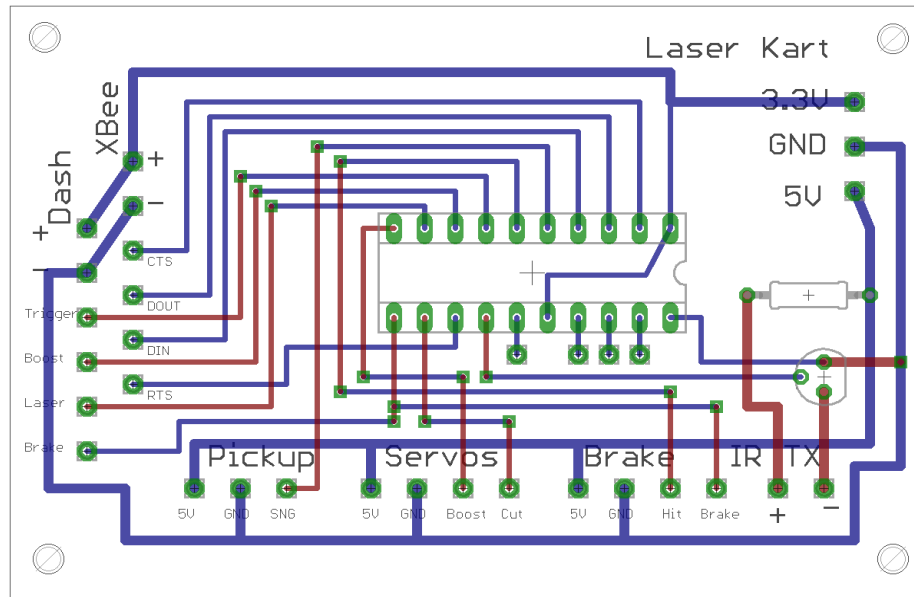 Laser Kart
3.3V
GND
5V
XBee
+
-
Dash
+
-
CTS
DOUT
DIN
RTS
Trigger
Boost
Laser
Brake
Pickup
Servos
Brake
IR TX
5V
GND
SNG
5V
GND
Boost
Cut
5V
GND
Hit
Brake
+
-